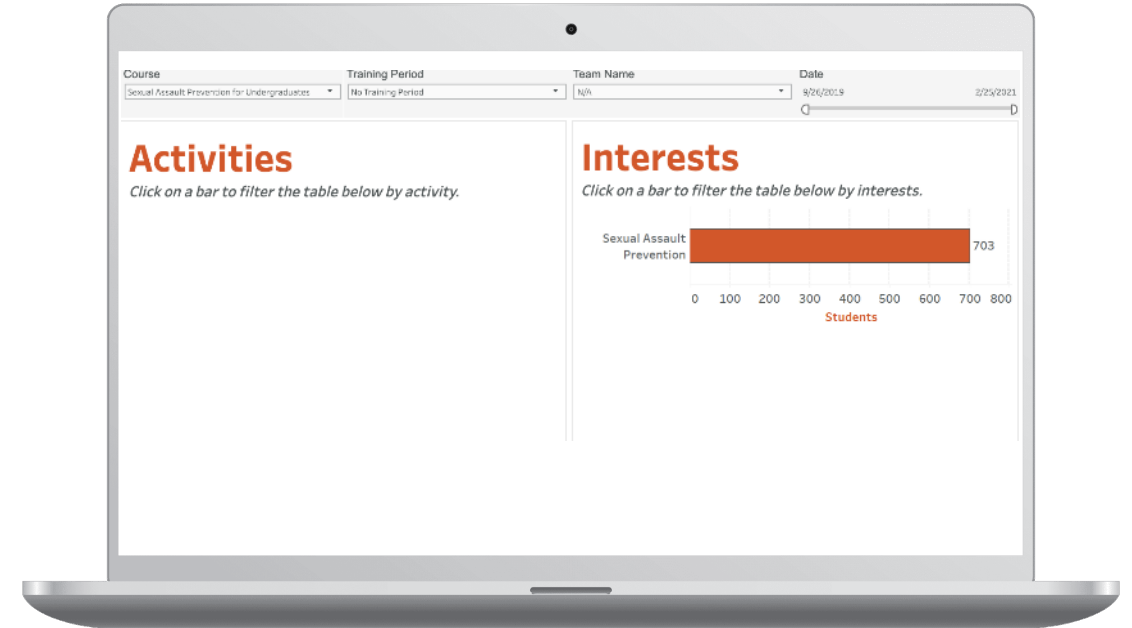 Course
Training Period
Team Name
Date
Sexual Assault Prevention for Undergraduates
No Training Period
N/A
9/26/2019
2/25/2021
Activities
Click on a bar to filter the table below by activity.
Interests
Click on a bar to filter the table below by interests.
Sexual Assault
Prevention
703
0 100 200 300 400 500 600 700 800
Students